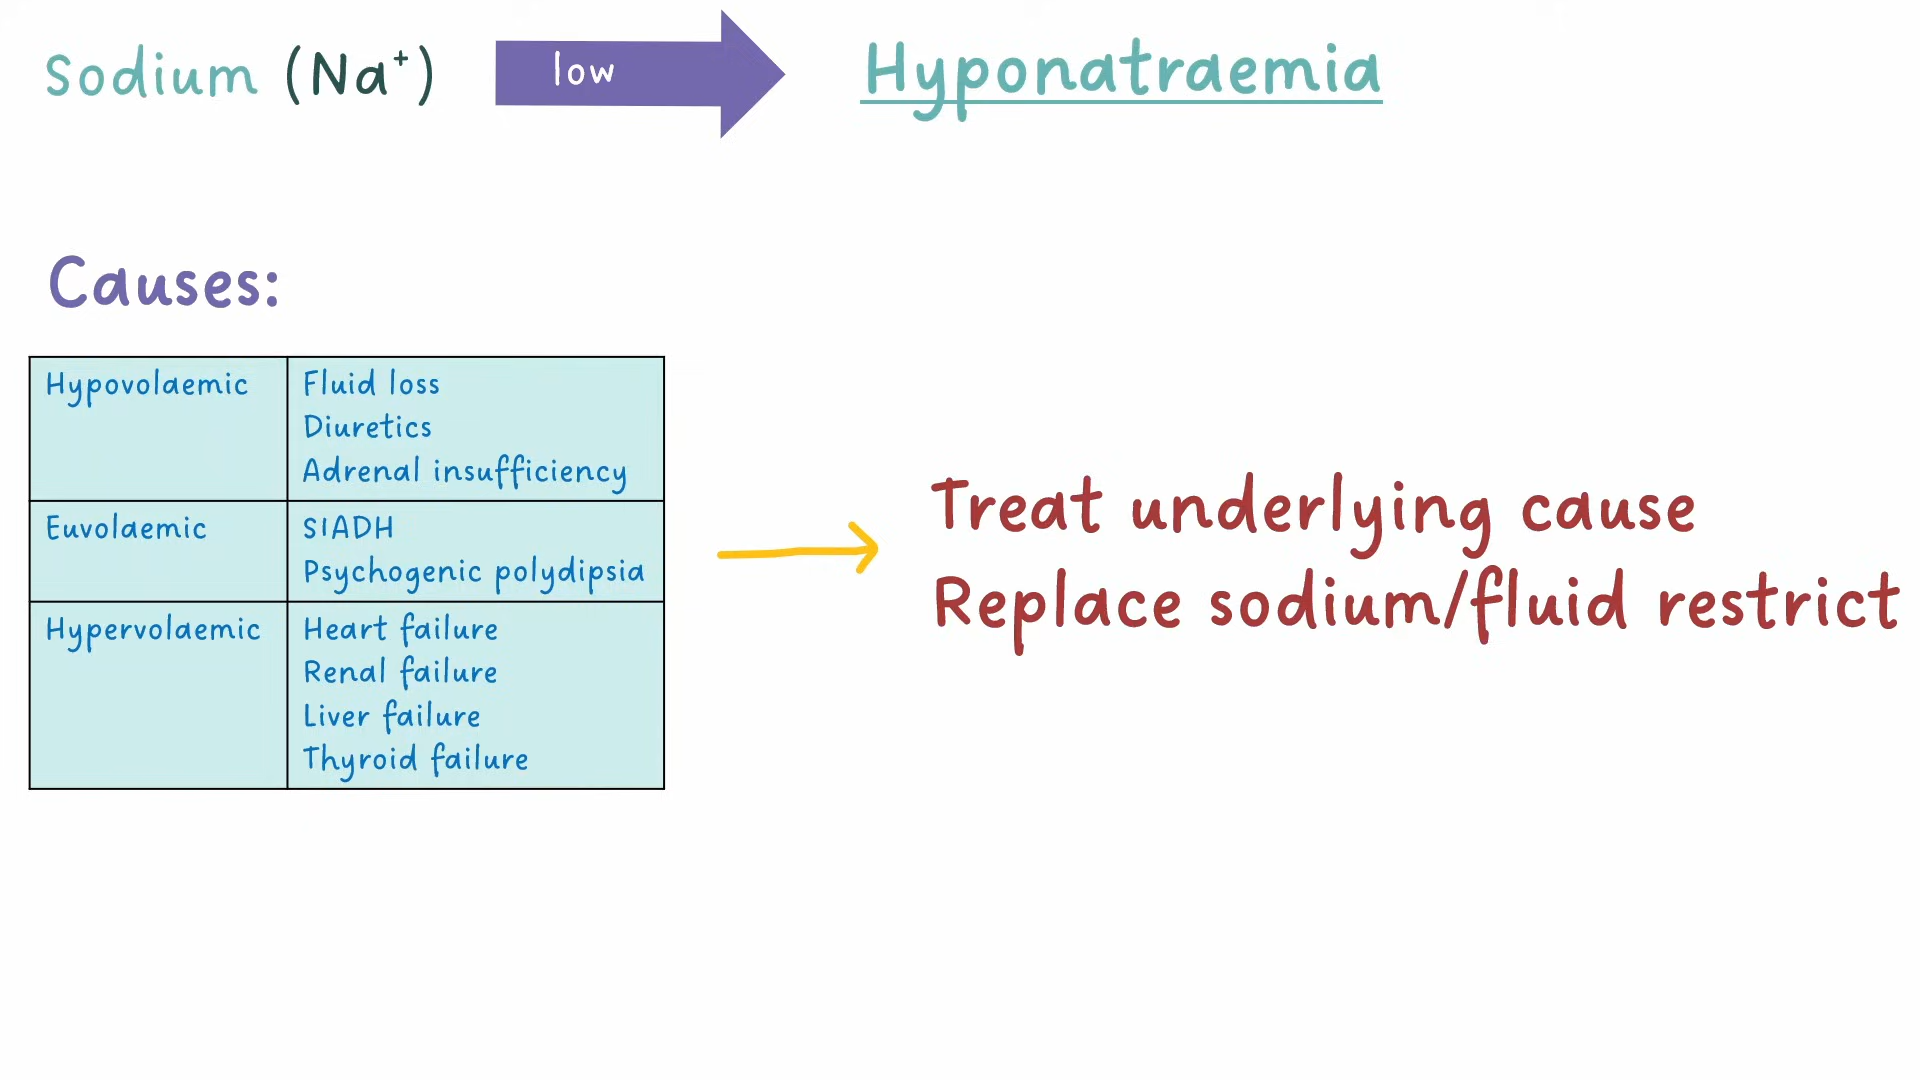 Sodium (Na⁺) low Hyponatraemia
Causes:
Hypovolaemic Fluid loss
Diuretics
Adrenal insufficiency
Euvolaemic SIADH
Psychogenic polydipsia
Hypervolaemic Heart failure
Renal failure
Liver failure
Thyroid failure
Treat underlying cause
Replace sodium/fluid restrict